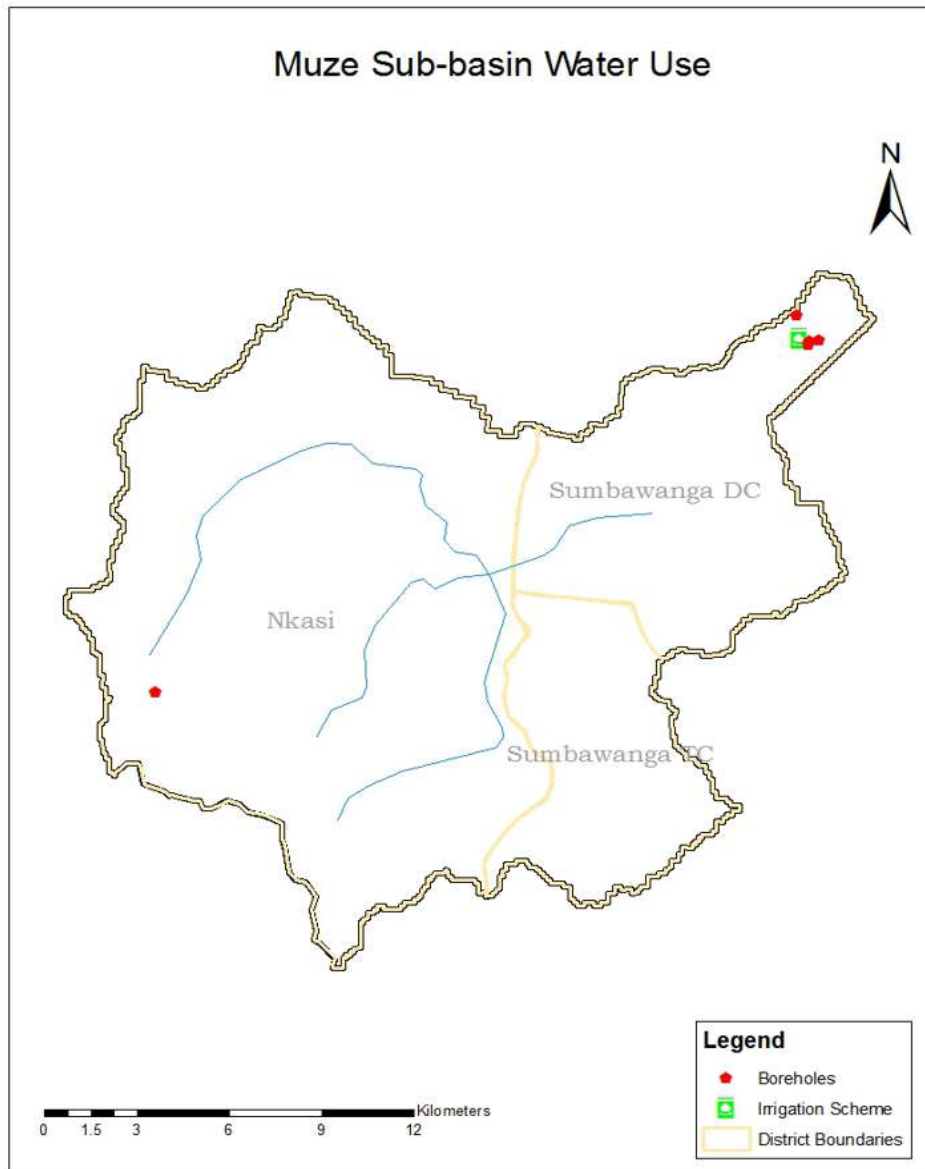 Muze Sub-basin Water Use
N
Sumbawanga DC
Nkasi
Sumbawanga TC
Legend
Boreholes
Irrigation Scheme
District Boundaries
Kilometers
0 1.5 3 6 9 12